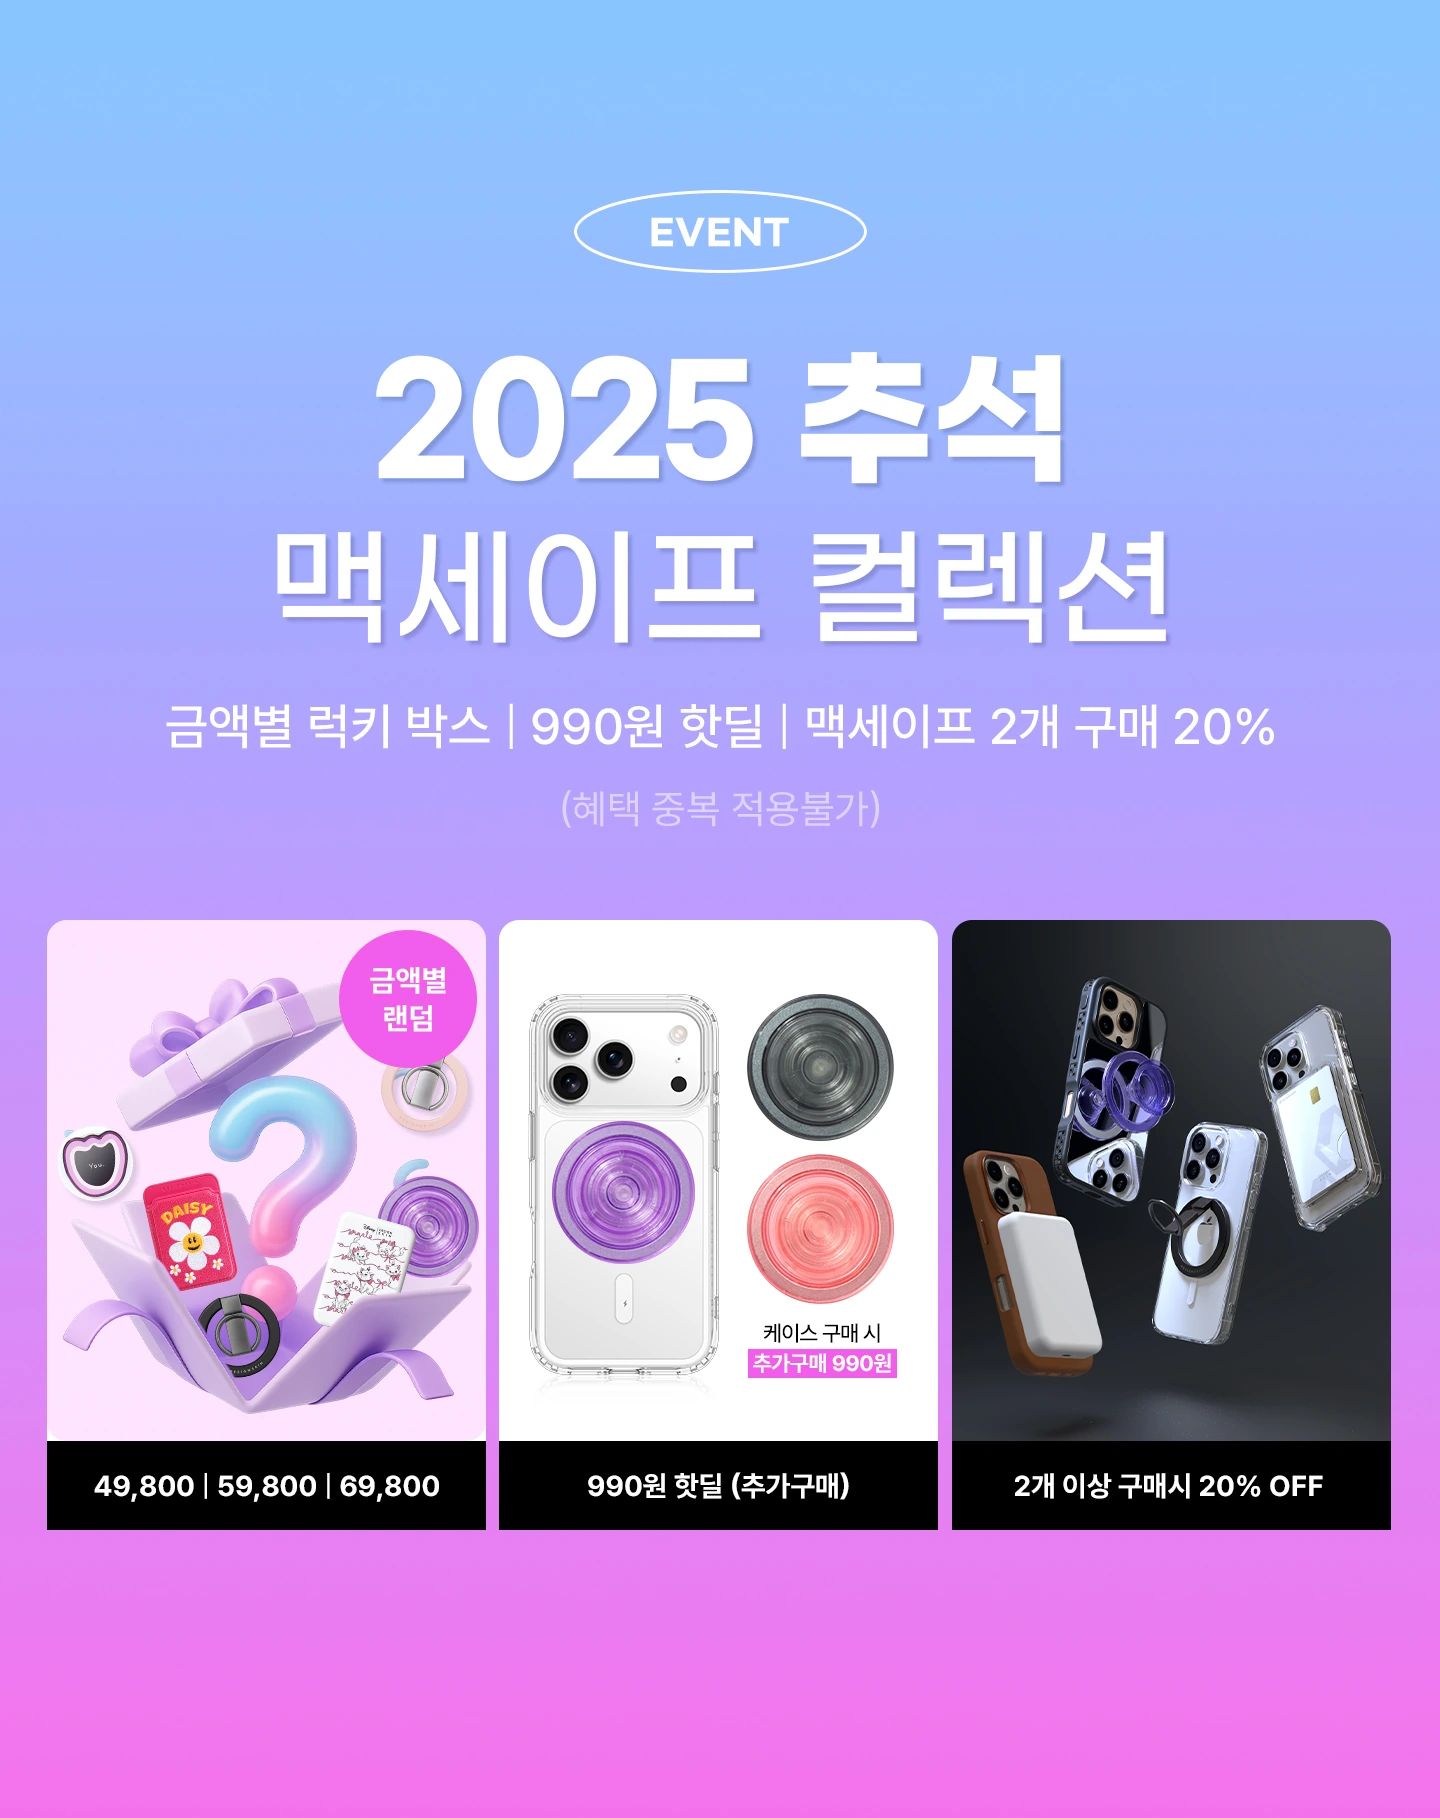 EVENT
2025 추석
맥세이프 컬렉션
금액별 럭키 박스 | 990원 핫딜 | 맥세이프 2개 구매 20%
(혜택 중복 적용불가)
금액별
랜덤
You.
DAISY
케이스 구매 시
추가구매 990원
49,800 | 59,800 | 69,800
990원 핫딜 (추가구매)
2개 이상 구매시 20% OFF